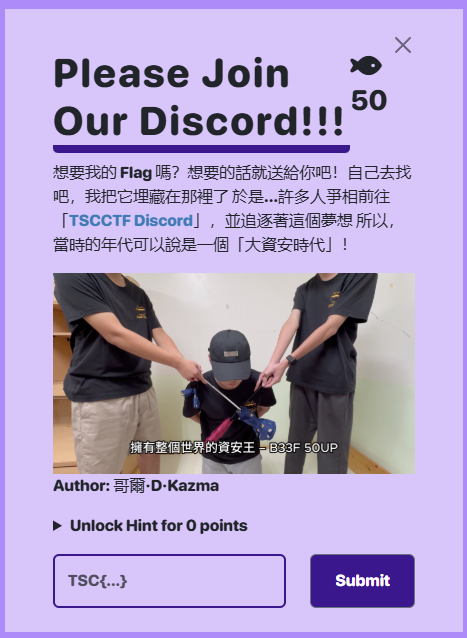 Please Join
Our Discord!!!
50
想要我的 Flag 嗎？想要的話就送給你吧！自己去找
吧，我把它埋藏在那裡了 於是...許多人爭相前往
「TSCCTF Discord」，並追逐著這個夢想 所以，
當時的年代可以說是一個「大資安時代」！
擁有整個世界的資安王 – B33F 50UP
Author: 哥爾·D·Kazma
Unlock Hint for 0 points
TSC{...}
Submit